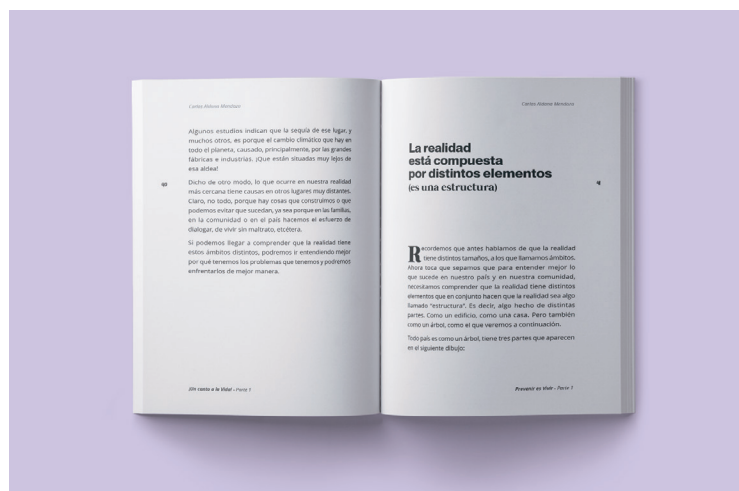 Carlos Aldana Mendoza
Algunos estudios indican que la sequía de ese lugar, y
muchos otros, es porque el cambio climático que hay en
todo el planeta, causado, principalmente, por las grandes
fábricas e industrias. ¡Que están situadas muy lejos de
esa aldea!
Dicho de otro modo, lo que ocurre en nuestra realidad
más cercana tiene causas en otros lugares muy distantes.
Claro, no todo, porque hay cosas que construimos o que
podemos evitar que sucedan, ya sea porque en las familias,
en la comunidad o en el país hacemos el esfuerzo de
dialogar, de vivir sin maltrato, etcétera.
Si podemos llegar a comprender que la realidad tiene
estos ámbitos distintos, podremos ir entendiendo mejor
por qué tenemos los problemas que tenemos y podremos
enfrentarlos de mejor manera.
¡Un canto a la Vida! – Parte 1
Carlos Aldana Mendoza
La realidad
está compuesta
por distintos elementos
(es una estructura)
Recordemos que antes hablamos de que la realidad
tiene distintos tamaños, a los que llamamos ámbitos.
Ahora toca que sepamos que para entender mejor lo
que sucede en nuestro país y en nuestra comunidad,
necesitamos comprender que la realidad tiene distintos
elementos que en conjunto hacen que la realidad sea algo
llamado "estructura". Es decir, algo hecho de distintas
partes. Como un edificio, como una casa. Pero también
como un árbol, como el que veremos a continuación.
Todo país es como un árbol, tiene tres partes que aparecen
en el siguiente dibujo:
Prevenir es Vivir – Parte 1